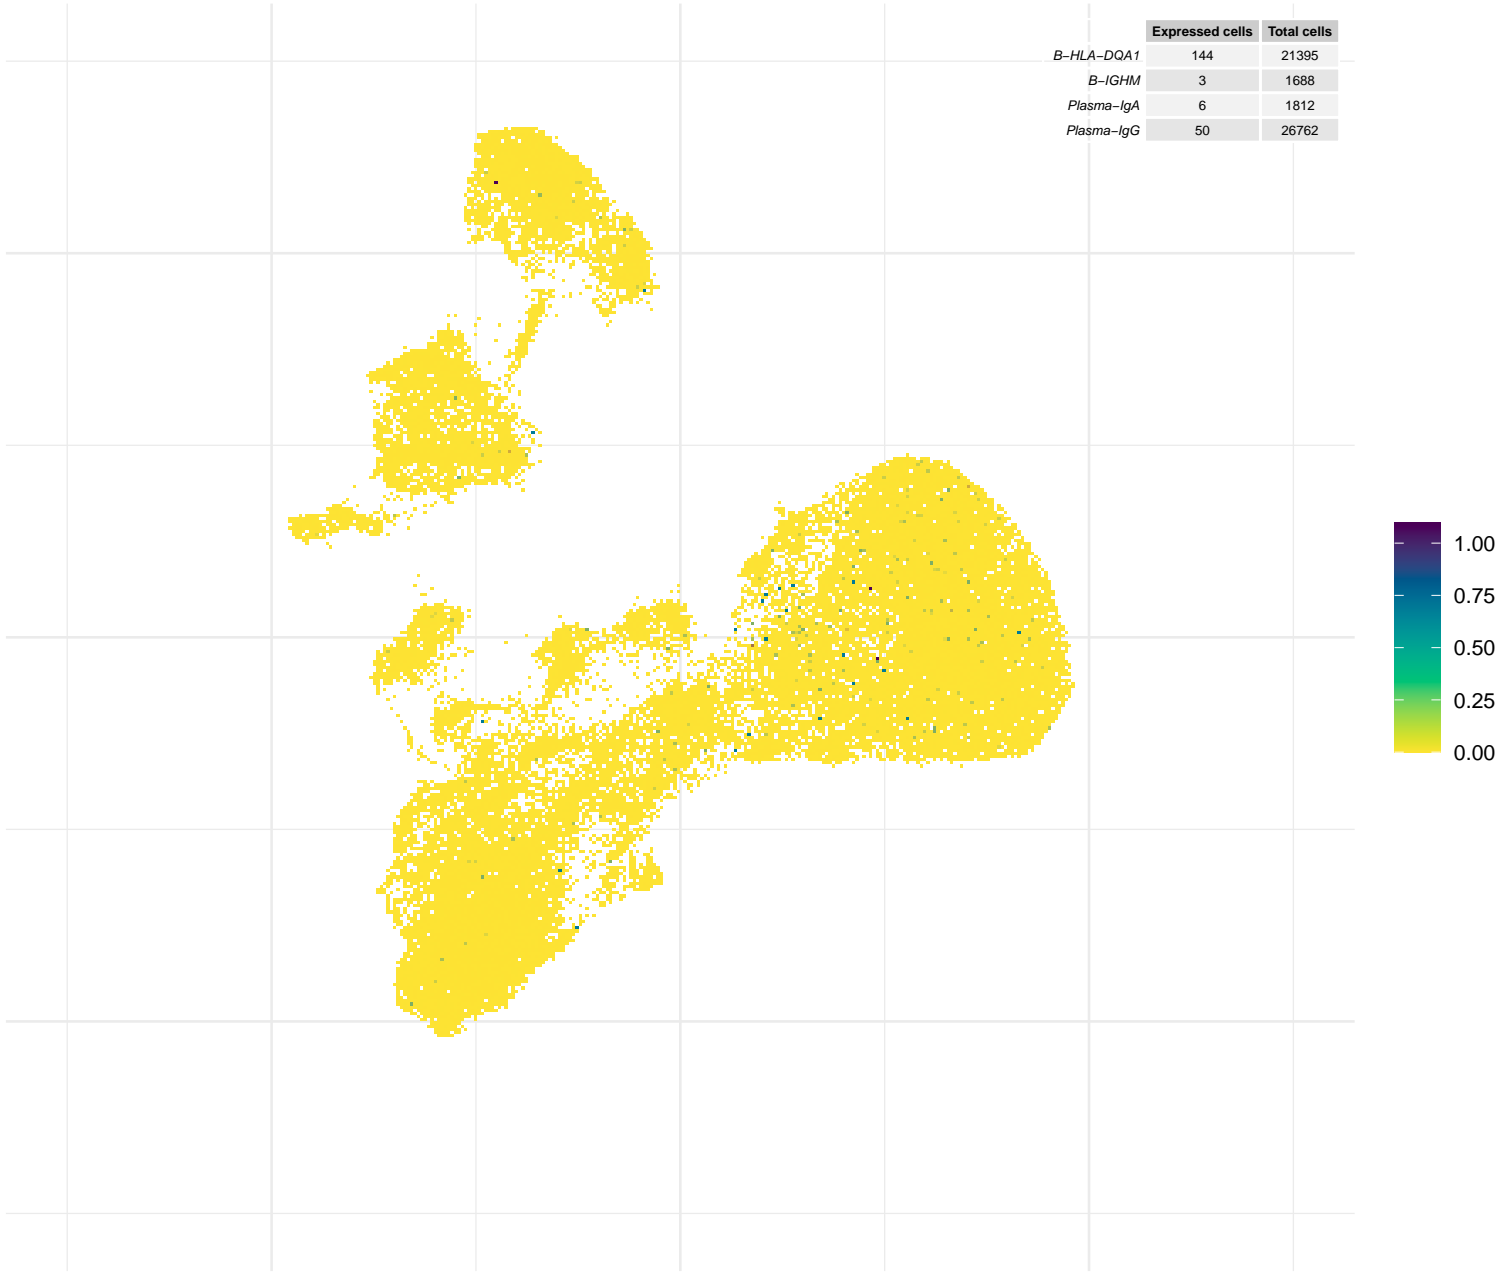 Expressed cells Total cells
B−HLA−DQA1 144 21395
B−IGHM 3 1688
Plasma−IgA 6 1812
Plasma−IgG 50 26762
1.00
0.75
0.50
0.25
0.00